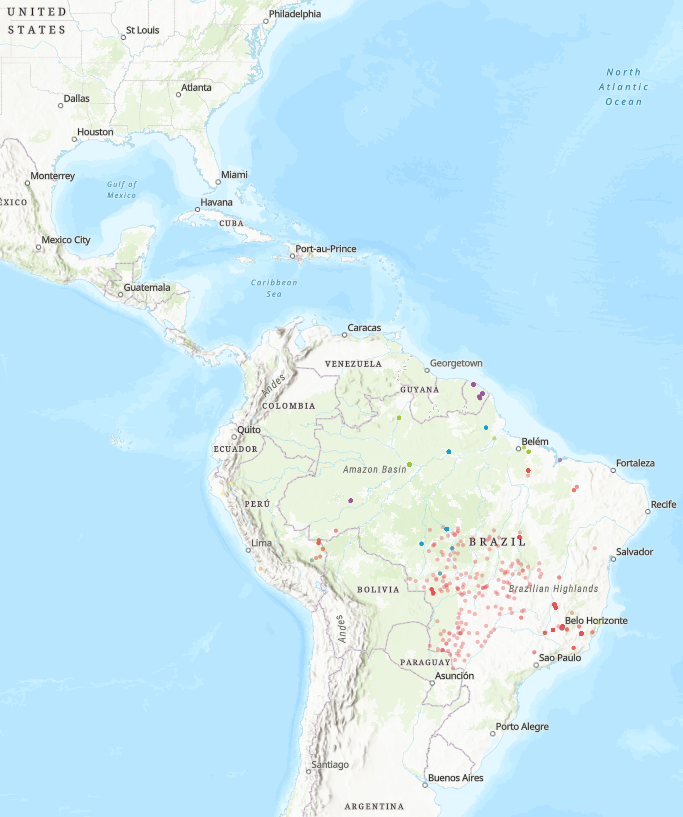 UNITED
STATES
Philadelphia
St Louis
North
Atlantic
Ocean
Atlanta
Dallas
Houston
Monterrey
Miami
Gulf of
Mexico
Havana
ÉXICO
CUBA
Mexico City
Port-au-Prince
Guatemala
Caribbean
Sea
Caracas
VENEZUELA
Georgetown
GUYANA
Andes
COLOMBIA
Quito
ECUADOR
Belém
Amazon Basin
Fortaleza
PERÚ
Recife
Lima
BRAZIL
Salvador
BOLIVIA
Brazilian Highlands
Belo Horizonte
Andes
PARAGUAY
Sao Paulo
Asunción
Porto Alegre
Santiago
Buenos Aires
ARGENTINA